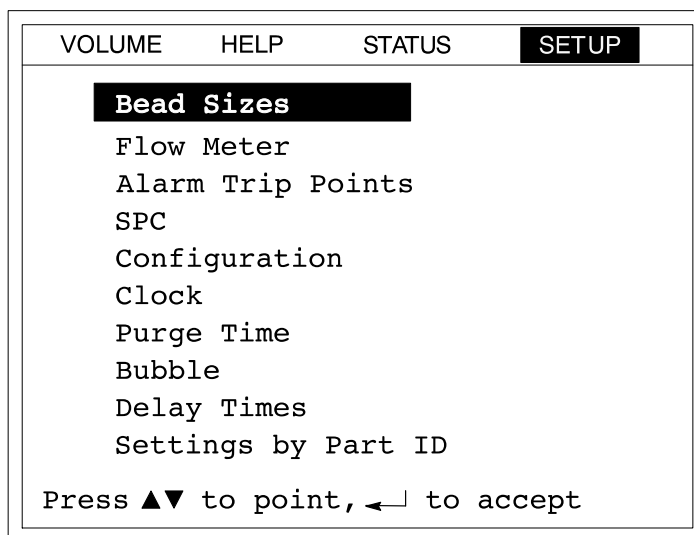 VOLUME HELP STATUS SETUP
Bead Sizes
Flow Meter
Alarm Trip Points
SPC
Configuration
Clock
Purge Time
Bubble
Delay Times
Settings by Part ID
Press ▲▼ to point, ↵ to accept